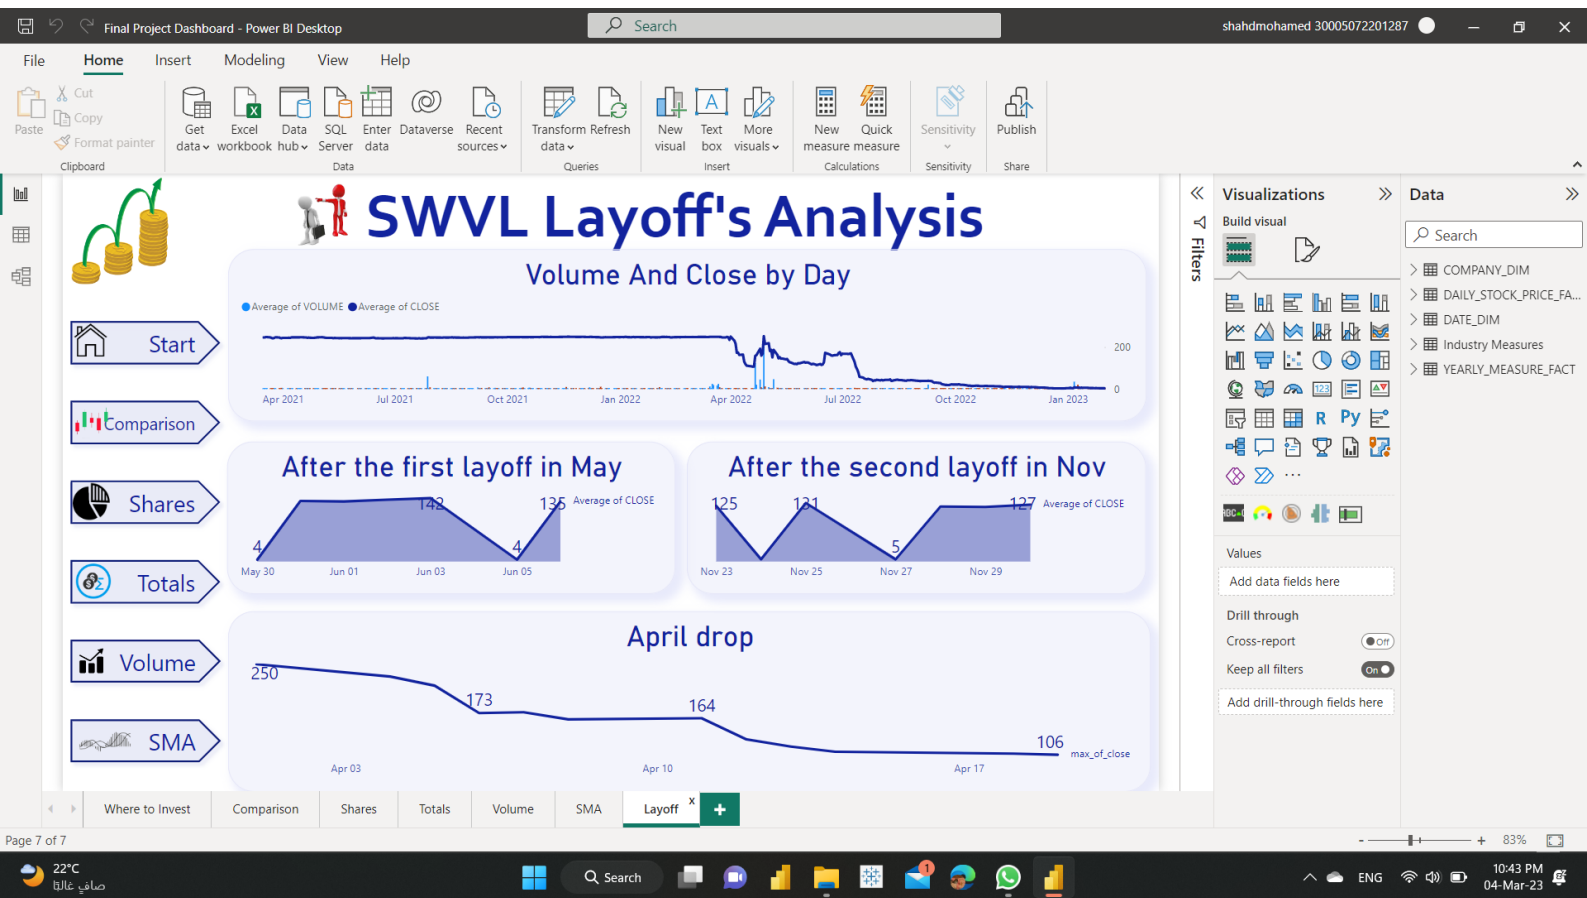 Final Project Dashboard - Power BI Desktop
Search
shahdmohamed 30005072201287
File Home Insert Modeling View Help
Paste
Cut
Copy
Format painter
Clipboard
Get data
Excel workbook
Data hub
SQL Server
Enter data
Dataverse
Recent sources
Data
Transform data
Refresh
Queries
New visual
Text box
More visuals
Insert
New measure
Quick measure
Calculations
Sensitivity
Sensitivity
Publish
Share
SWVL Layoff's Analysis
Start
Comparison
Shares
Totals
Volume
SMA
Volume And Close by Day
Average of VOLUME Average of CLOSE
200
0
Apr 2021 Jul 2021 Oct 2021 Jan 2022 Apr 2022 Jul 2022 Oct 2022 Jan 2023
After the first layoff in May
4 142 4 135 Average of CLOSE
May 30 Jun 01 Jun 03 Jun 05
After the second layoff in Nov
125 131 5 127 Average of CLOSE
Nov 23 Nov 25 Nov 27 Nov 29
April drop
250 173 164 106 max_of_close
Apr 03 Apr 10 Apr 17
Filters
Visualizations
Build visual
123
R Py
Values
Add data fields here
Drill through
Cross-report Off
Keep all filters On
Add drill-through fields here
Data
Search
COMPANY_DIM
DAILY_STOCK_PRICE_FA...
DATE_DIM
Industry Measures
YEARLY_MEASURE_FACT
Where to Invest Comparison Shares Totals Volume SMA Layoff x +
Page 7 of 7
- + 83%
22°C
صافٍ غالبًا
Search
1
ENG
10:43 PM
04-Mar-23